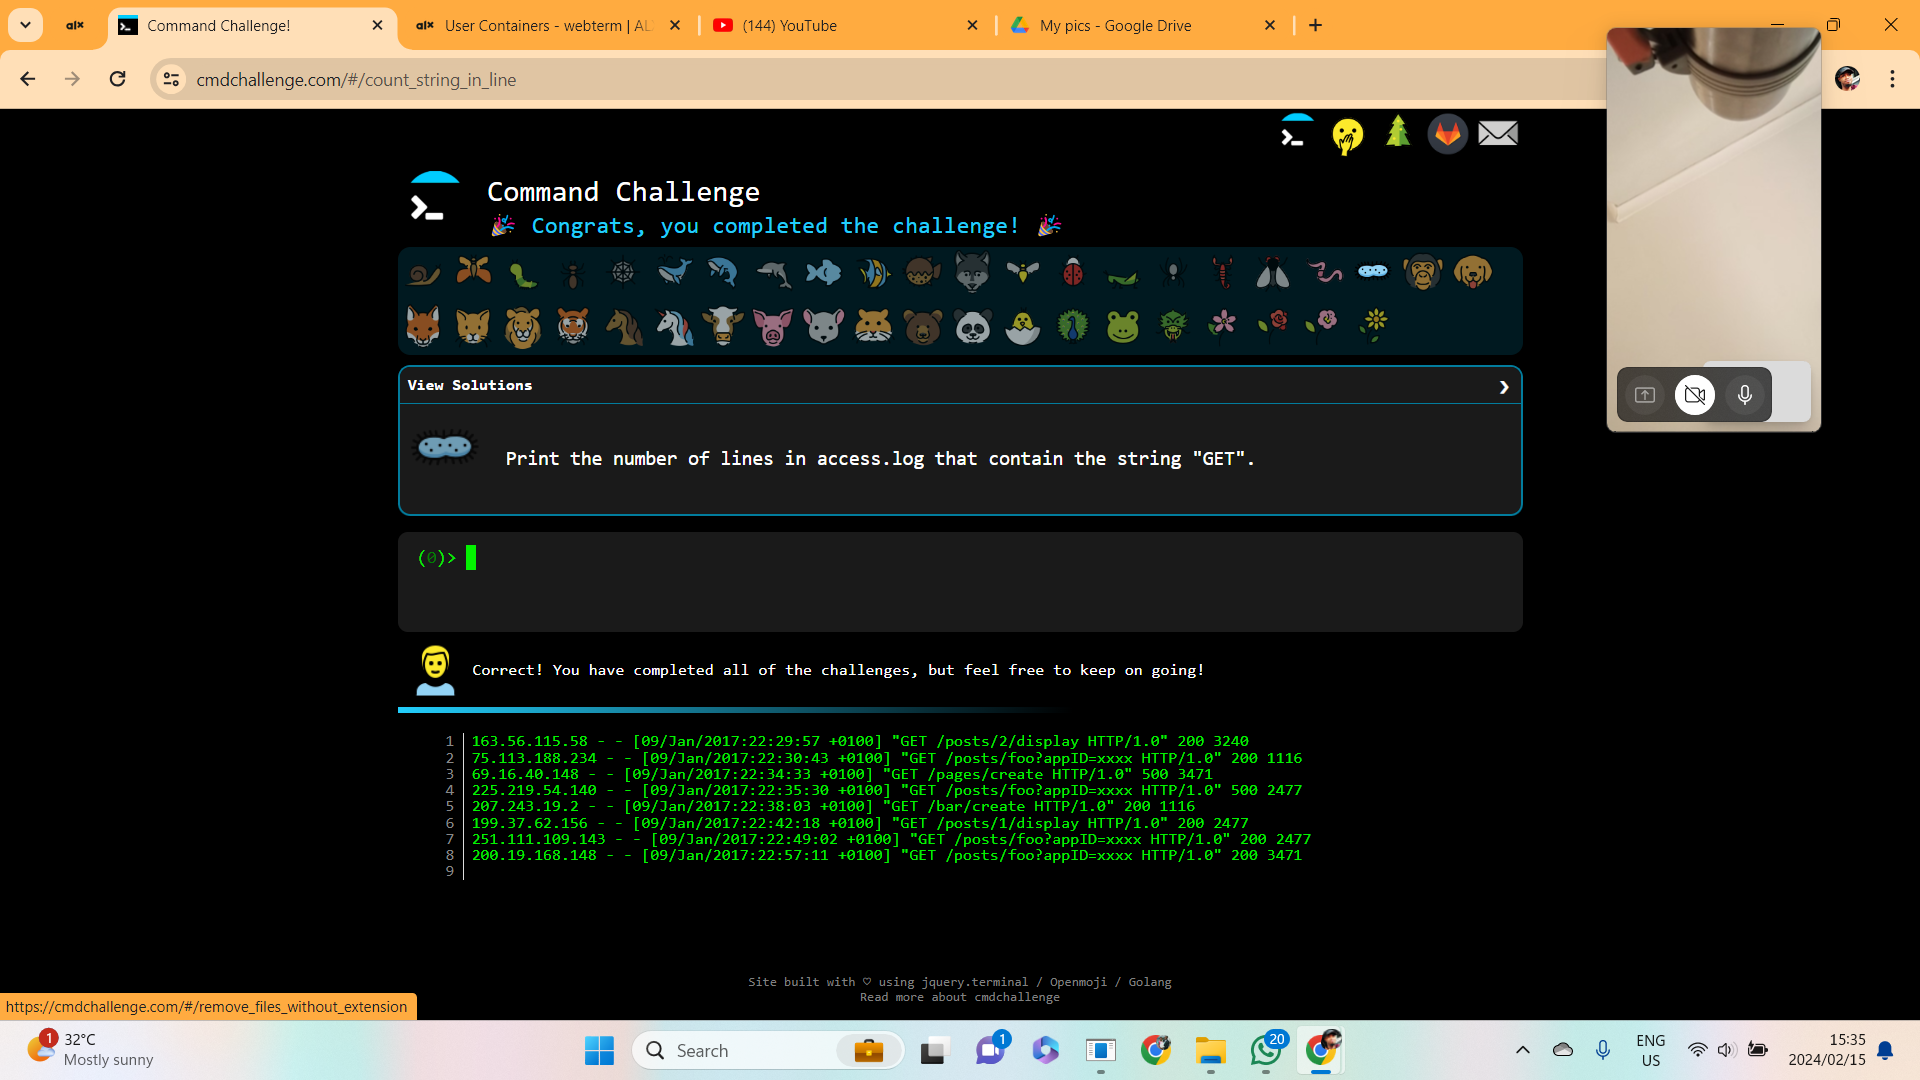 alx
Command Challenge!
alx
User Containers - webterm | AL
(144) YouTube
My pics - Google Drive
cmdchallenge.com/#/count_string_in_line
Command Challenge
Congrats, you completed the challenge!
View Solutions
Print the number of lines in access.log that contain the string "GET".
(0)>
Correct! You have completed all of the challenges, but feel free to keep on going!
1 163.56.115.58 - - [09/Jan/2017:22:29:57 +0100] "GET /posts/2/display HTTP/1.0" 200 3240
2 75.113.188.234 - - [09/Jan/2017:22:30:43 +0100] "GET /posts/foo?appID=xxxx HTTP/1.0" 200 1116
3 69.16.40.148 - - [09/Jan/2017:22:34:33 +0100] "GET /pages/create HTTP/1.0" 500 3471
4 225.219.54.140 - - [09/Jan/2017:22:35:30 +0100] "GET /posts/foo?appID=xxxx HTTP/1.0" 500 2477
5 207.243.19.2 - - [09/Jan/2017:22:38:03 +0100] "GET /bar/create HTTP/1.0" 200 1116
6 199.37.62.156 - - [09/Jan/2017:22:42:18 +0100] "GET /posts/1/display HTTP/1.0" 200 2477
7 251.111.109.143 - - [09/Jan/2017:22:49:02 +0100] "GET /posts/foo?appID=xxxx HTTP/1.0" 200 2477
8 200.19.168.148 - - [09/Jan/2017:22:57:11 +0100] "GET /posts/foo?appID=xxxx HTTP/1.0" 200 3471
9
Site built with ♡ using jquery.terminal / Openmoji / Golang
Read more about cmdchallenge
https://cmdchallenge.com/#/remove_files_without_extension
1
32°C
Mostly sunny
Search
1
20
ENG
US
15:35
2024/02/15